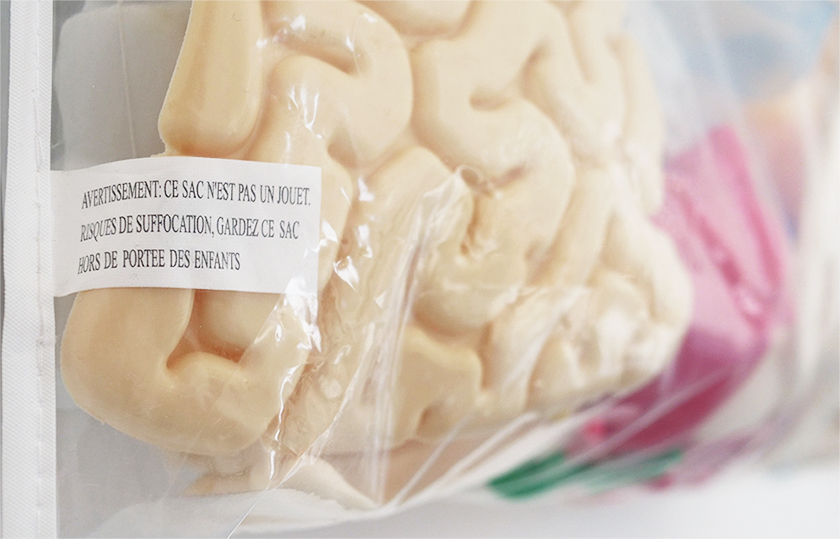 AVERTISSEMENT: CE SAC N'EST PAS UN JOUET.
RISQUES DE SUFFOCATION, GARDEZ CE SAC
HORS DE PORTEE DES ENFANTS